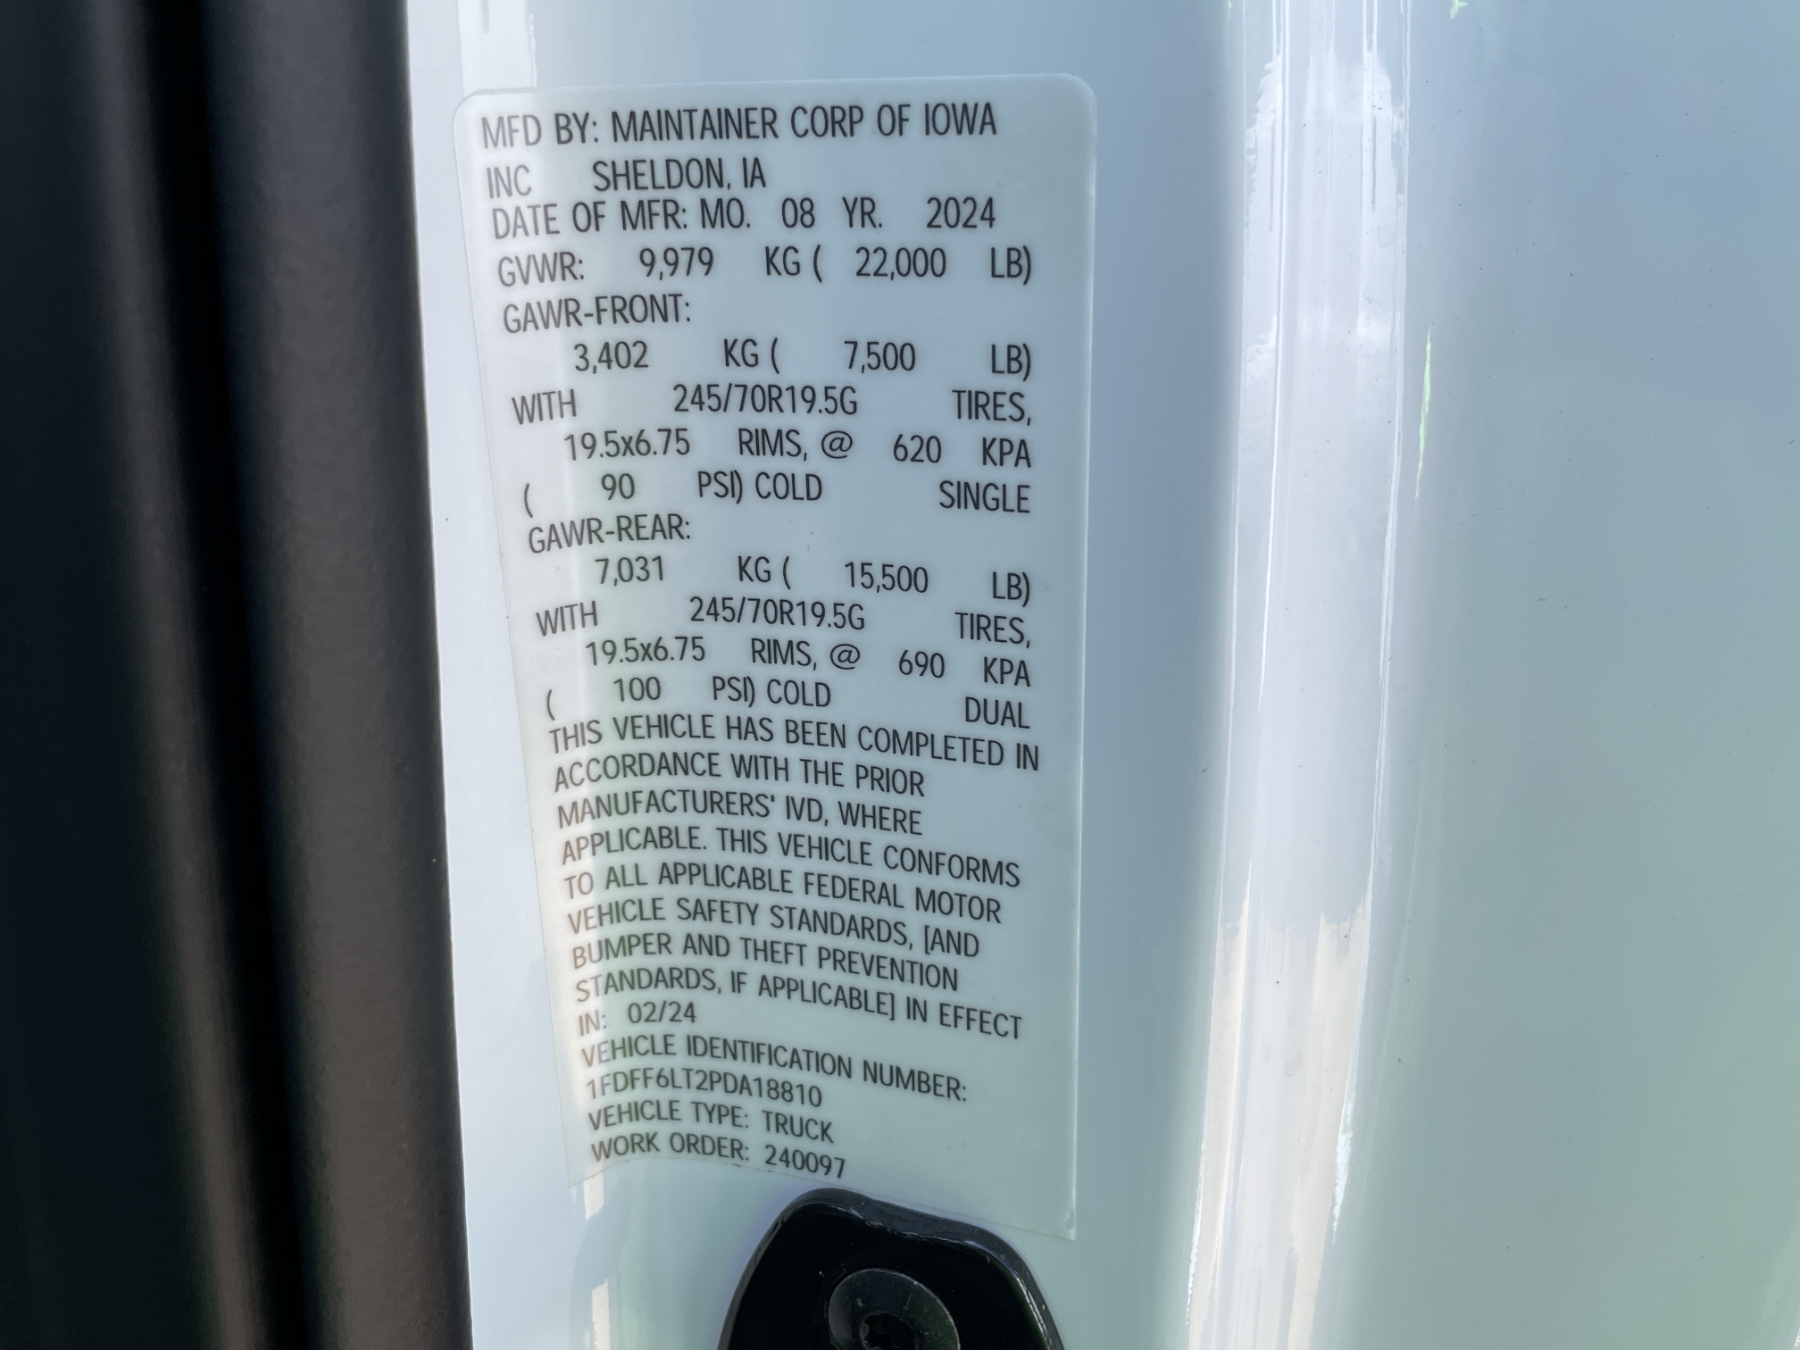 MFD BY: MAINTAINER CORP OF IOWA
INC SHELDON, IA
DATE OF MFR: MO. 08 YR. 2024
GVWR: 9,979 KG ( 22,000 LB)
GAWR-FRONT:
3,402 KG ( 7,500 LB)
WITH 245/70R19.5G TIRES,
19.5x6.75 RIMS, @ 620 KPA
( 90 PSI) COLD SINGLE
GAWR-REAR:
7,031 KG ( 15,500 LB)
WITH 245/70R19.5G TIRES,
19.5x6.75 RIMS, @ 690 KPA
( 100 PSI) COLD DUAL
THIS VEHICLE HAS BEEN COMPLETED IN
ACCORDANCE WITH THE PRIOR
MANUFACTURERS' IVD, WHERE
APPLICABLE. THIS VEHICLE CONFORMS
TO ALL APPLICABLE FEDERAL MOTOR
VEHICLE SAFETY STANDARDS, [AND
BUMPER AND THEFT PREVENTION
STANDARDS, IF APPLICABLE] IN EFFECT
IN: 02/24
VEHICLE IDENTIFICATION NUMBER:
1FDFF6LT2PDA18810
VEHICLE TYPE: TRUCK
WORK ORDER: 240097